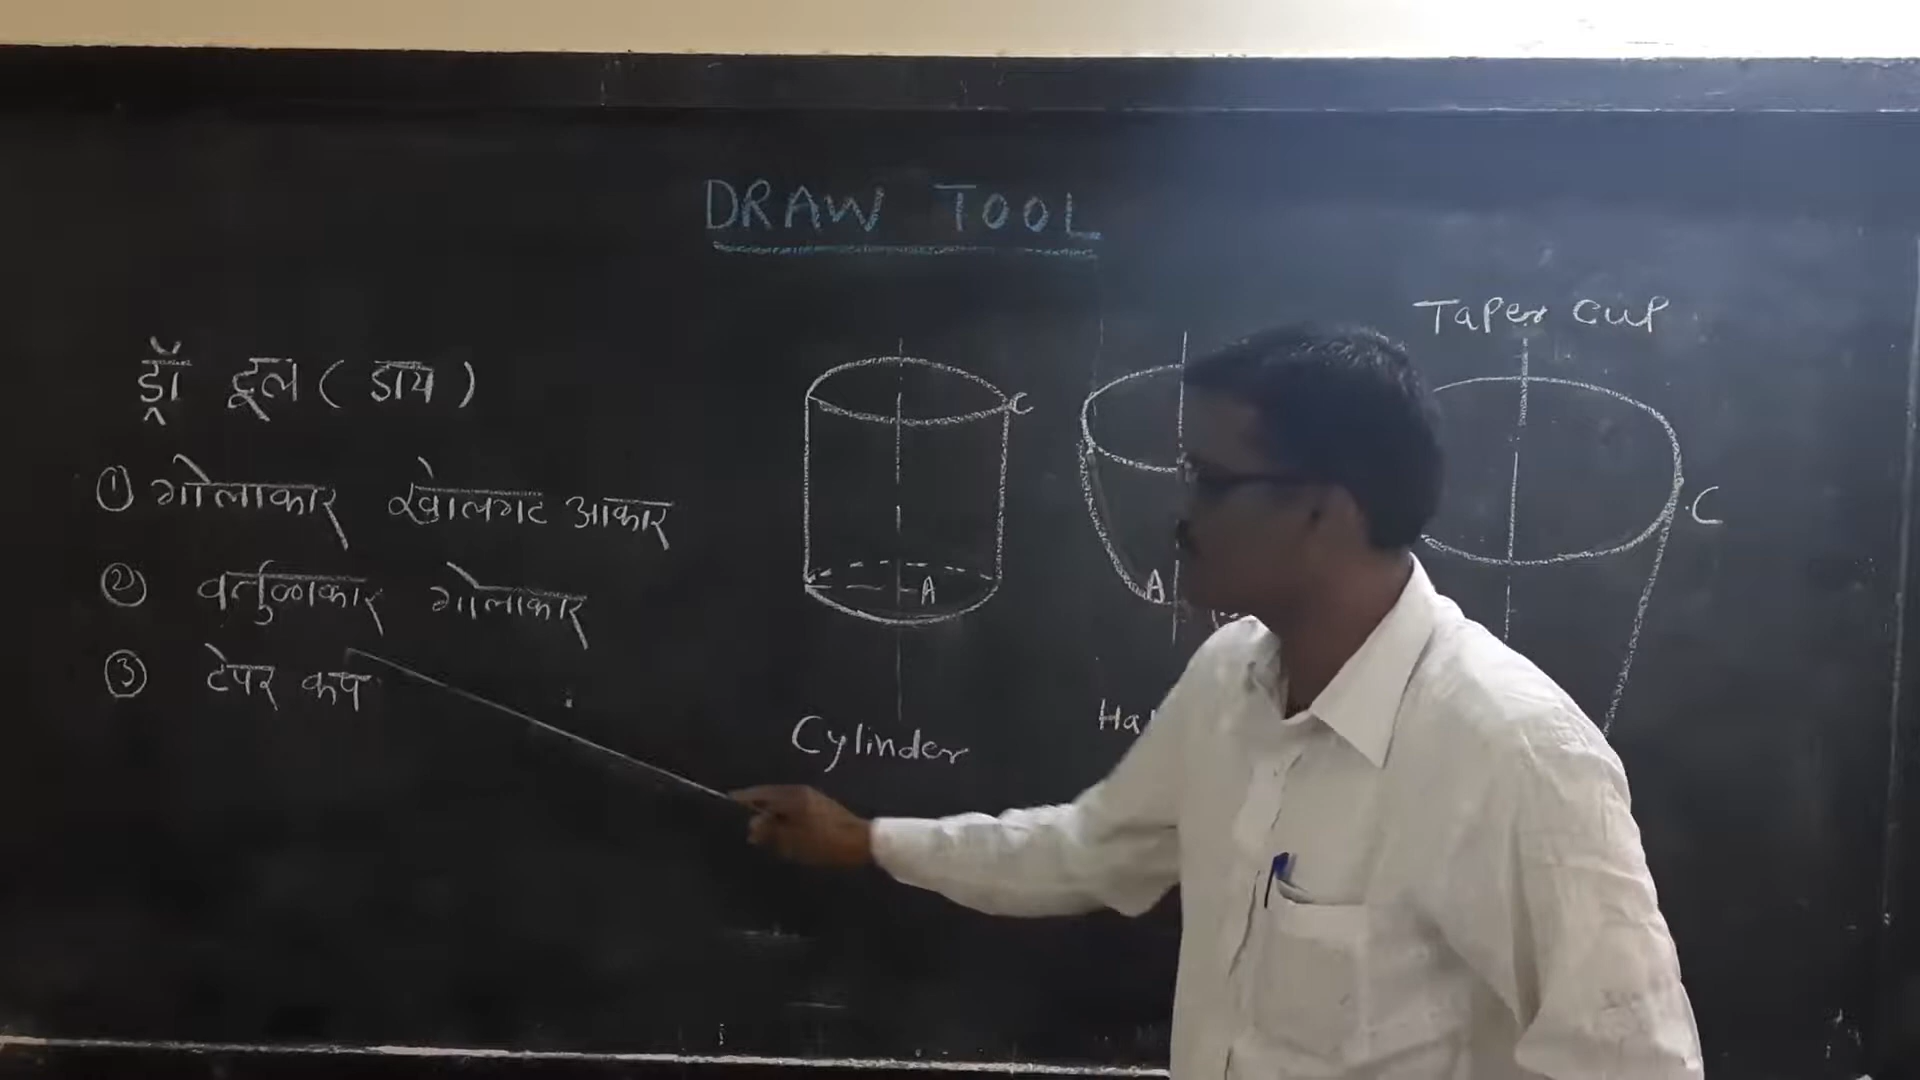 DRAW TOOL
ड्रॉ टूल ( डाय )
① गोलाकार खोलगट आकार
② वर्तुळाकार गोलाकार
③ टेपर कप
C
A
Cylinder
A
Taper cup
C